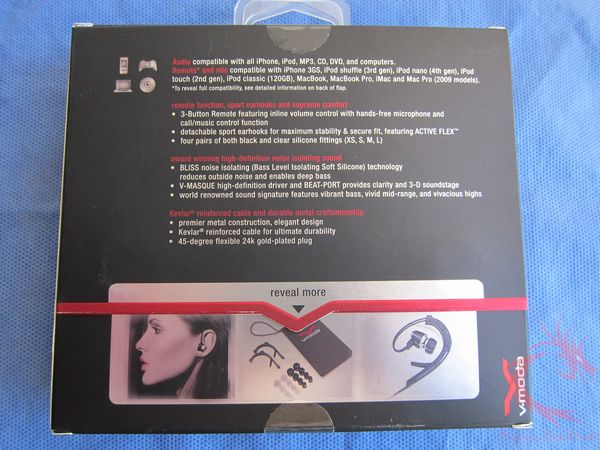 Audio compatible with all iPhone, iPod, MP3, CD, DVD, and computers.
Remote* and mic compatible with iPhone 3GS, iPod shuffle (3rd gen), iPod nano (4th gen), iPod
touch (2nd gen), iPod classic (120GB), MacBook, MacBook Pro, iMac and Mac Pro (2009 models).
*To reveal full compatibility, see detailed information on back of flap.
remote function, sport earhooks and supreme comfort
• 3-Button Remote featuring inline volume control with hands-free microphone and
call/music control function
• detachable sport earhooks for maximum stability & secure fit, featuring ACTIVE FLEX™
• four pairs of both black and clear silicone fittings (XS, S, M, L)
award winning high-definition noise isolating sound
• BLISS noise isolating (Bass Level Isolating Soft Silicone) technology
reduces outside noise and enables deep bass
• V-MASQUE high-definition driver and BEAT-PORT provides clarity and 3-D soundstage
• world renowned sound signature features vibrant bass, vivid mid-range, and vivacious highs
Kevlar® reinforced cable and durable metal craftsmanship
• premier metal construction, elegant design
• Kevlar® reinforced cable for ultimate durability
• 45-degree flexible 24k gold-plated plug
reveal more
v-moda
v-moda